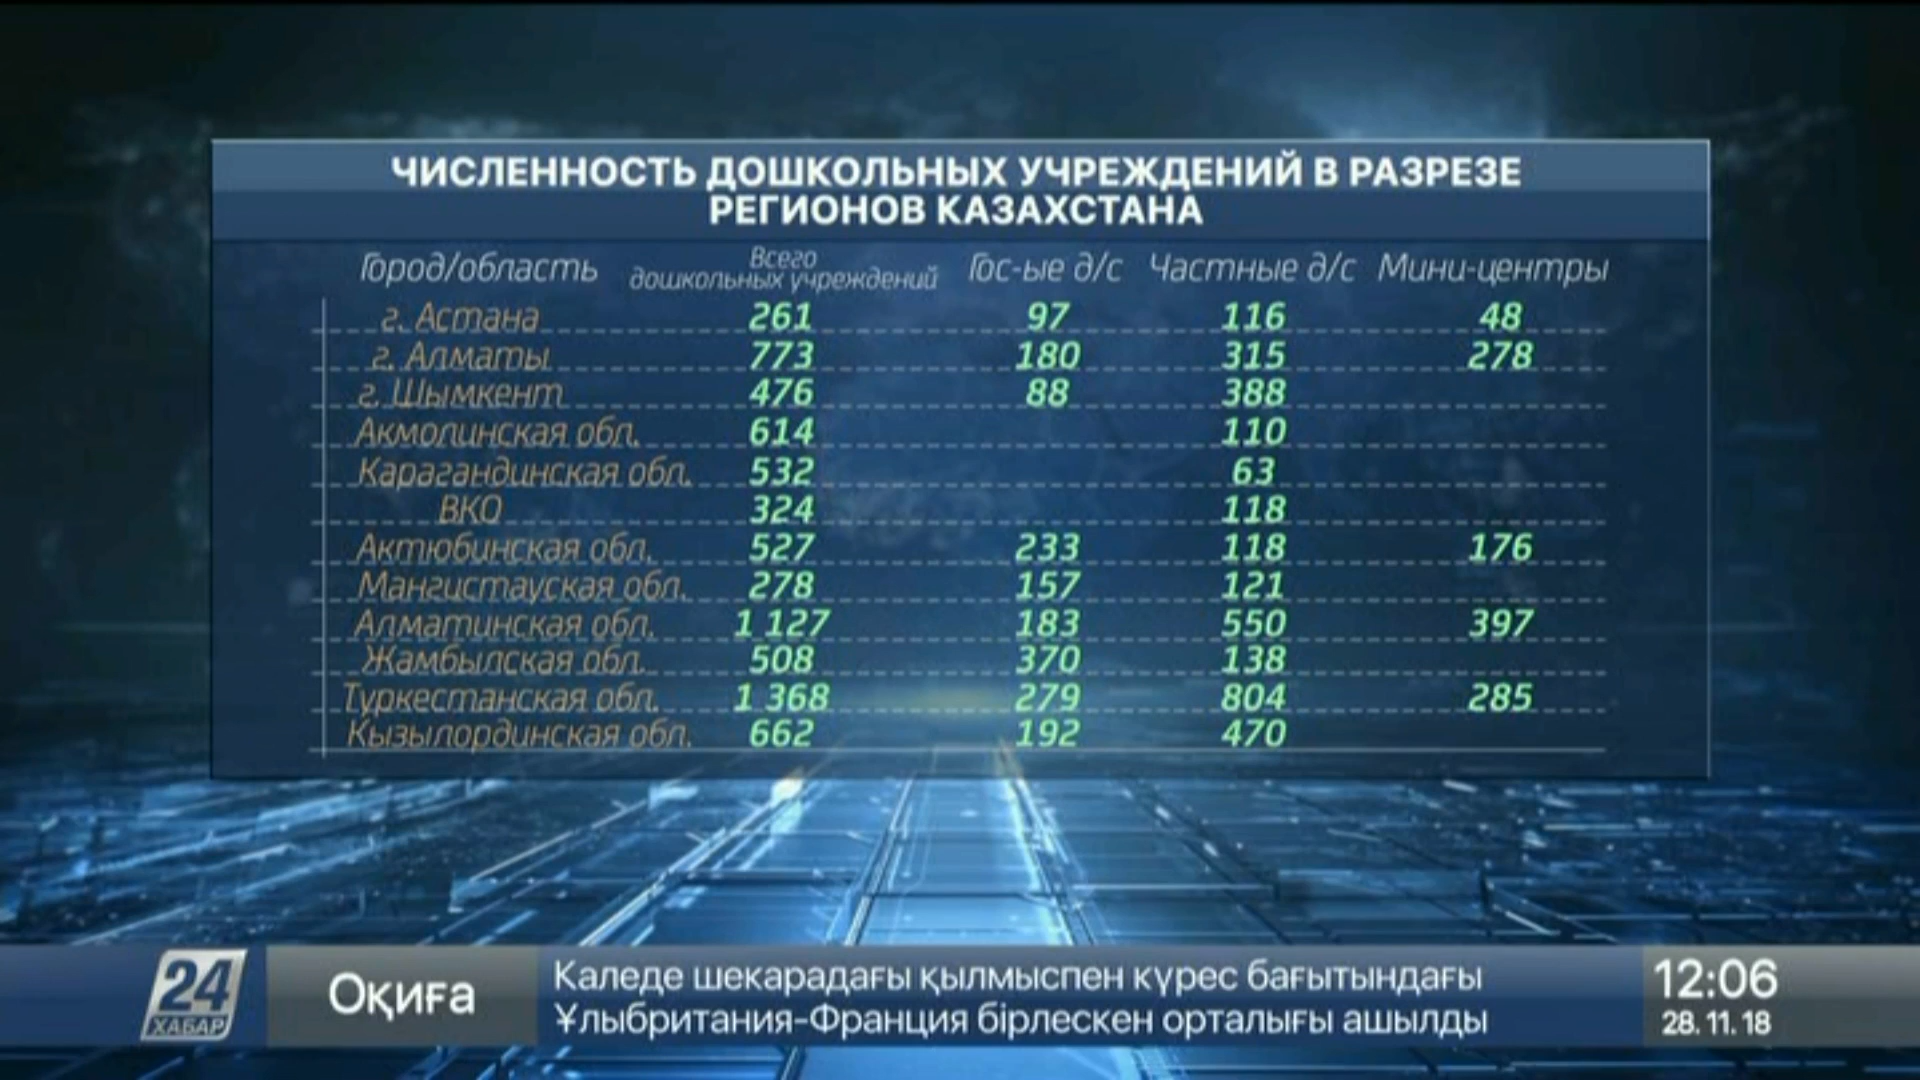 ЧИСЛЕННОСТЬ ДОШКОЛЬНЫХ УЧРЕЖДЕНИЙ В РАЗРЕЗЕ
РЕГИОНОВ КАЗАХСТАНА
Город/область Всего дошкольных учреждений Гос-ые д/с Частные д/с Мини-центры
г. Астана 261 97 116 48
г. Алматы 773 180 315 278
г. Шымкент 476 88 388
Акмолинская обл. 614 110
Карагандинская обл. 532 63
ВКО 324 118
Актюбинская обл. 527 233 118 176
Мангистауская обл. 278 157 121
Алматинская обл. 1 127 183 550 397
Жамбылская обл. 508 370 138
Туркестанская обл. 1 368 279 804 285
Кызылординская обл. 662 192 470
24 ХАБАР
Оқиға
Каледе шекарадағы қылмыспен күрес бағытындағы
Ұлыбритания-Франция бірлескен орталығы ашылды
12:06
28.11.18